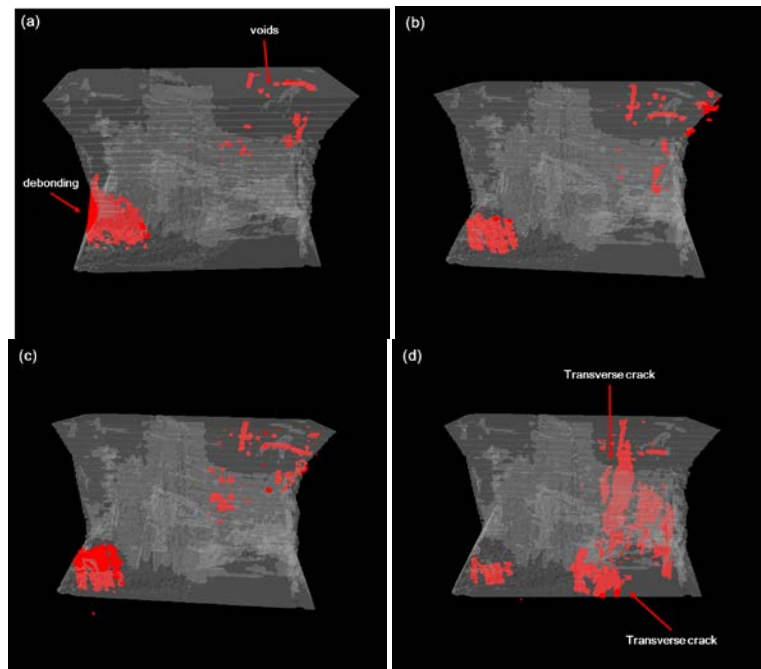 (a)
voids
debonding
(b)
(c)
(d)
Transverse crack
Transverse crack